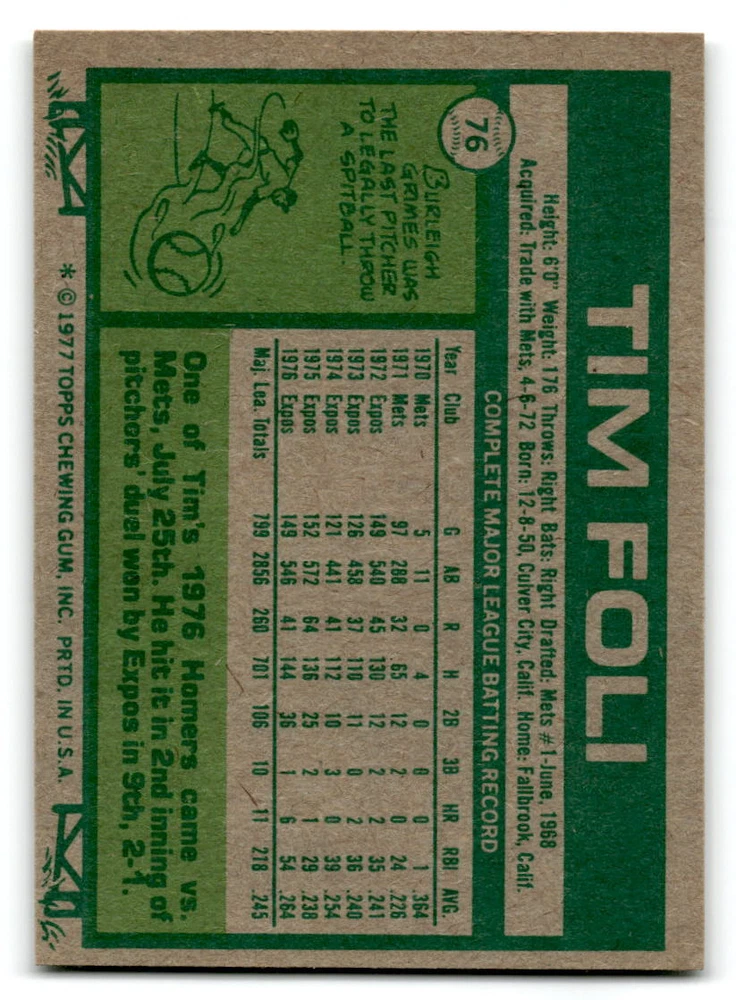 TIM FOLI
76
Height: 6'0" Weight: 176 Throws: Right Bats: Right Drafted: Mets #1-June, 1968
Acquired: Trade with Mets, 4-6-72 Born: 12-8-50, Culver City, Calif. Home: Fallbrook, Calif.
BURLEIGH
GRIMES WAS
THE LAST PITCHER
TO LEGALLY THROW
A SPITBALL.
COMPLETE MAJOR LEAGUE BATTING RECORD
Year Club G AB R H 2B 3B HR RBI AVG.
1970 Mets 5 11 0 4 0 0 0 1 .364
1971 Mets 97 288 32 65 12 2 0 24 .226
1972 Expos 149 540 45 130 12 2 2 35 .241
1973 Expos 126 458 37 110 11 0 2 36 .240
1974 Expos 121 441 41 112 10 3 0 39 .254
1975 Expos 152 572 64 136 25 2 1 29 .238
1976 Expos 149 546 41 144 36 1 6 54 .264
Maj. Lea. Totals 799 2856 260 701 106 10 11 218 .245
One of Tim's 1976 Homers came vs.
Mets, July 25th. He hit it in 2nd inning of
pitchers' duel won by Expos in 9th, 2-1.
* © 1977 TOPPS CHEWING GUM, INC. PRTD. IN U.S.A.